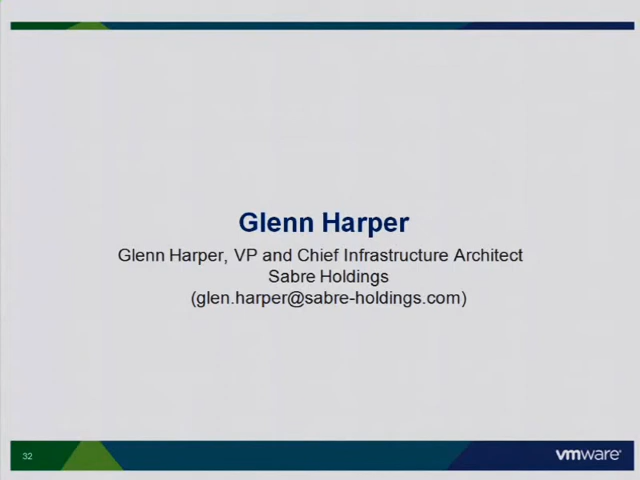 Glenn Harper
Glenn Harper, VP and Chief Infrastructure Architect
Sabre Holdings
(glen.harper@sabre-holdings.com)
32
vmware